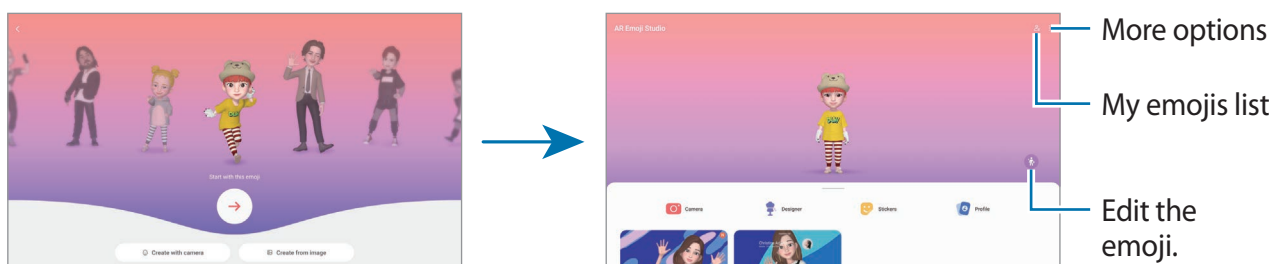 Start with this emoji
Create with camera
Create from image
AR Emoji Studio
Camera
Designer
Stickers
Profile
More options
My emojis list
Edit the
emoji.